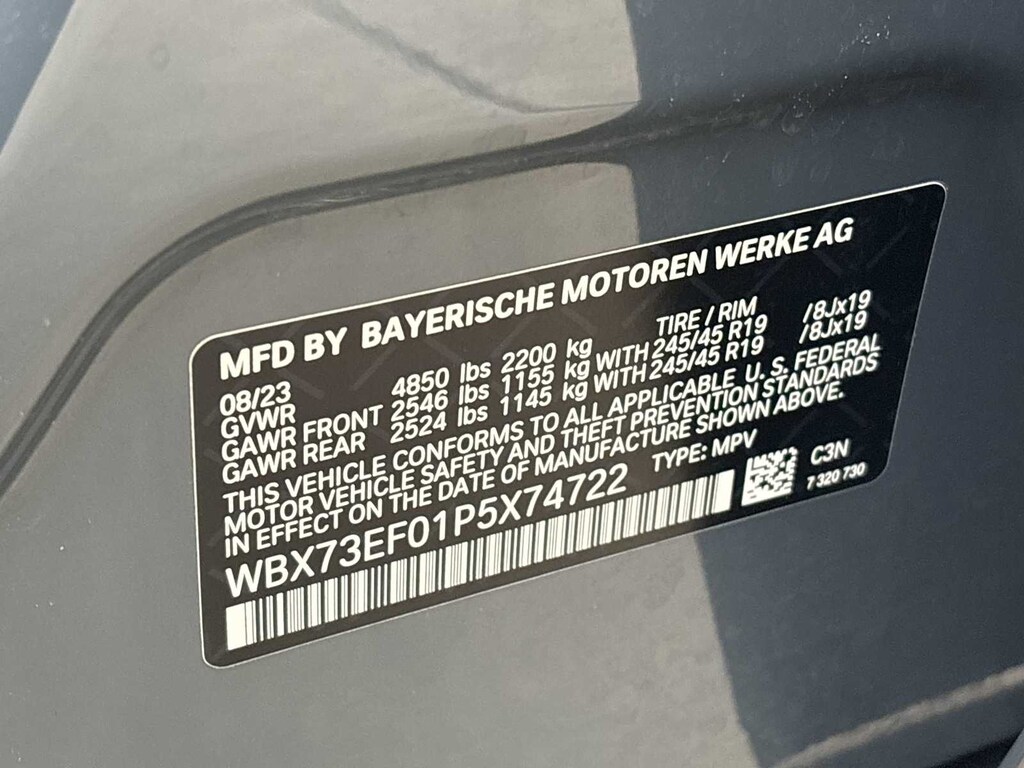 MFD BY BAYERISCHE MOTOREN WERKE AG
08/23 TIRE / RIM
GVWR 4850 lbs 2200 kg
GAWR FRONT 2546 lbs 1155 kg WITH 245/45 R19 /8Jx19
GAWR REAR 2524 lbs 1145 kg WITH 245/45 R19 /8Jx19
THIS VEHICLE CONFORMS TO ALL APPLICABLE U. S. FEDERAL
MOTOR VEHICLE SAFETY AND THEFT PREVENTION STANDARDS
IN EFFECT ON THE DATE OF MANUFACTURE SHOWN ABOVE.
WBX73EF01P5X74722 TYPE: MPV C3N
7 320 730